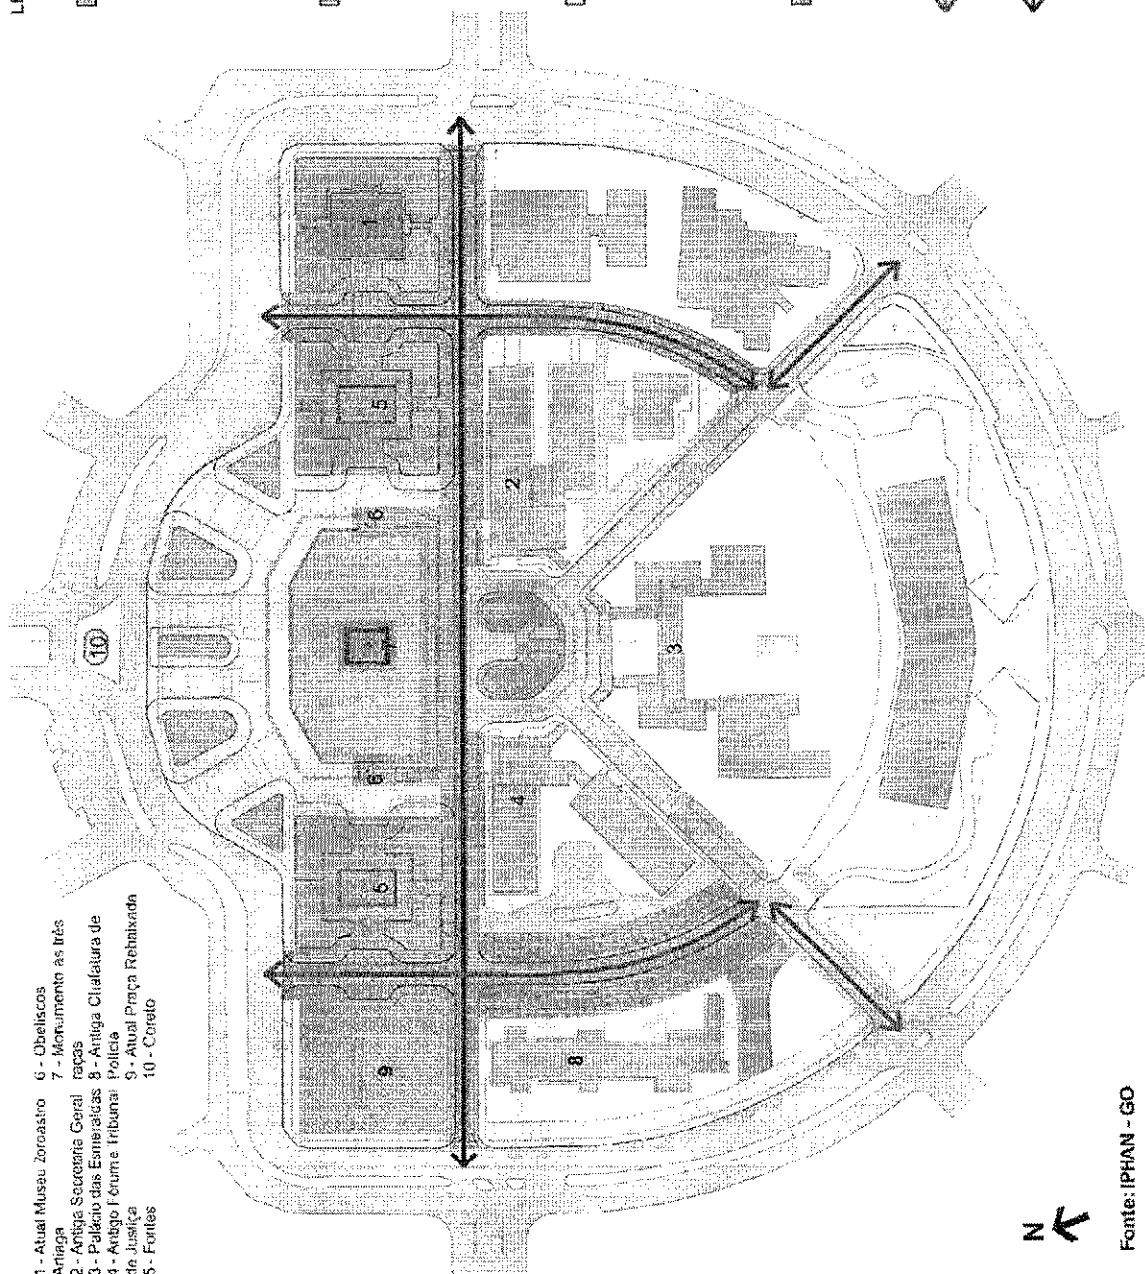 LE
1 - Atual Museu Zoroastro
Artiaga
2 - Antiga Secretaria Geral
3 - Palácio das Esmeraldas
4 - Antigo Fórum e Tribunal
de Justiça
5 - Fontes
6 - Obeliscos
7 - Monumento as três
raças
8 - Antiga Chafatura de
Polícia
9 - Atual Praça Rebaixada
10 - Coreto
10
1
5
2
6
7
3
6
4
5
9
8
N
Fonte: IPHAN - GO